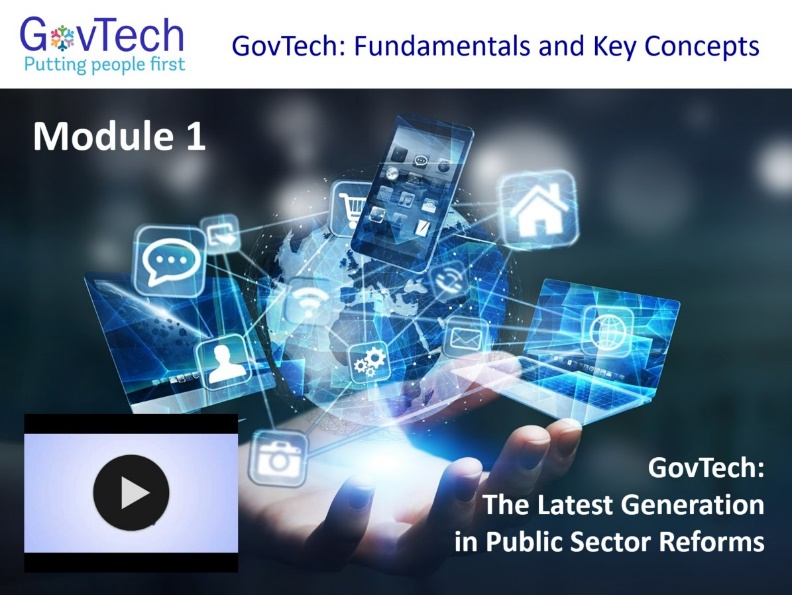 GovTech
Putting people first
GovTech: Fundamentals and Key Concepts
Module 1
GovTech:
The Latest Generation
in Public Sector Reforms